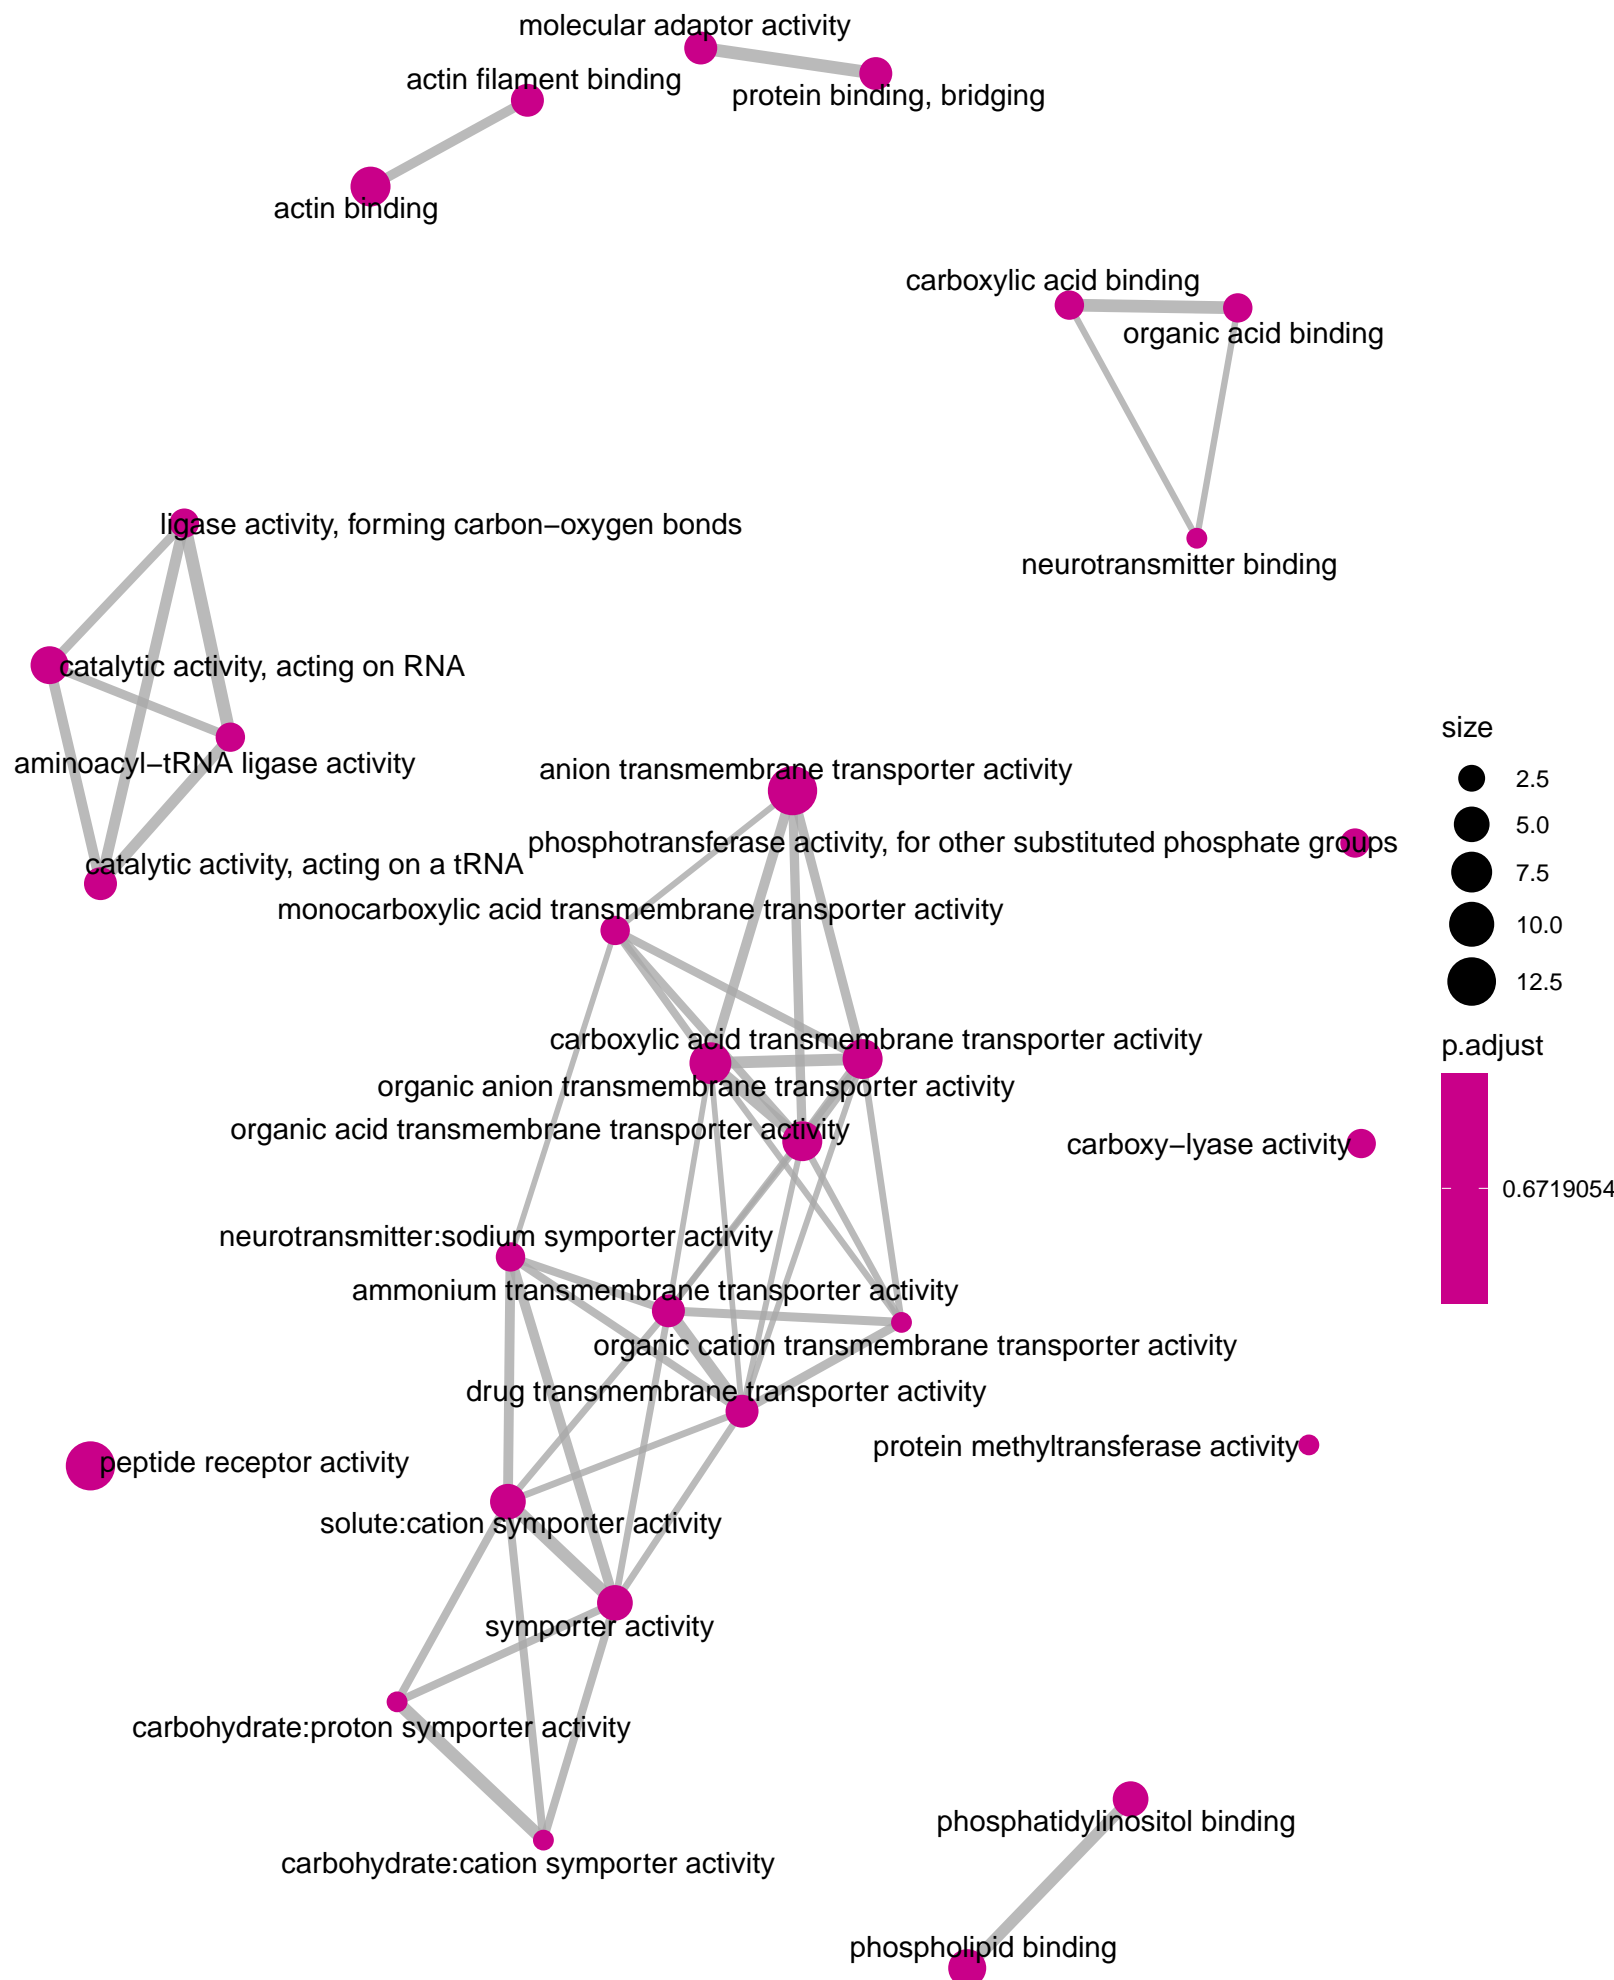 molecular adaptor activity
actin filament binding
protein binding, bridging
actin binding
carboxylic acid binding
organic acid binding
ligase activity, forming carbon−oxygen bonds
neurotransmitter binding
catalytic activity, acting on RNA
size
aminoacyl−tRNA ligase activity
anion transmembrane transporter activity
2.5
5.0
phosphotransferase activity, for other substituted phosphate groups
catalytic activity, acting on a tRNA
7.5
monocarboxylic acid transmembrane transporter activity
10.0
12.5
carboxylic acid transmembrane transporter activity
p.adjust
organic anion transmembrane transporter activity
organic acid transmembrane transporter activity
carboxy−lyase activity
0.6719054
neurotransmitter:sodium symporter activity
ammonium transmembrane transporter activity
organic cation transmembrane transporter activity
drug transmembrane transporter activity
protein methyltransferase activity
peptide receptor activity
solute:cation symporter activity
symporter activity
carbohydrate:proton symporter activity
phosphatidylinositol binding
carbohydrate:cation symporter activity
phospholipid binding